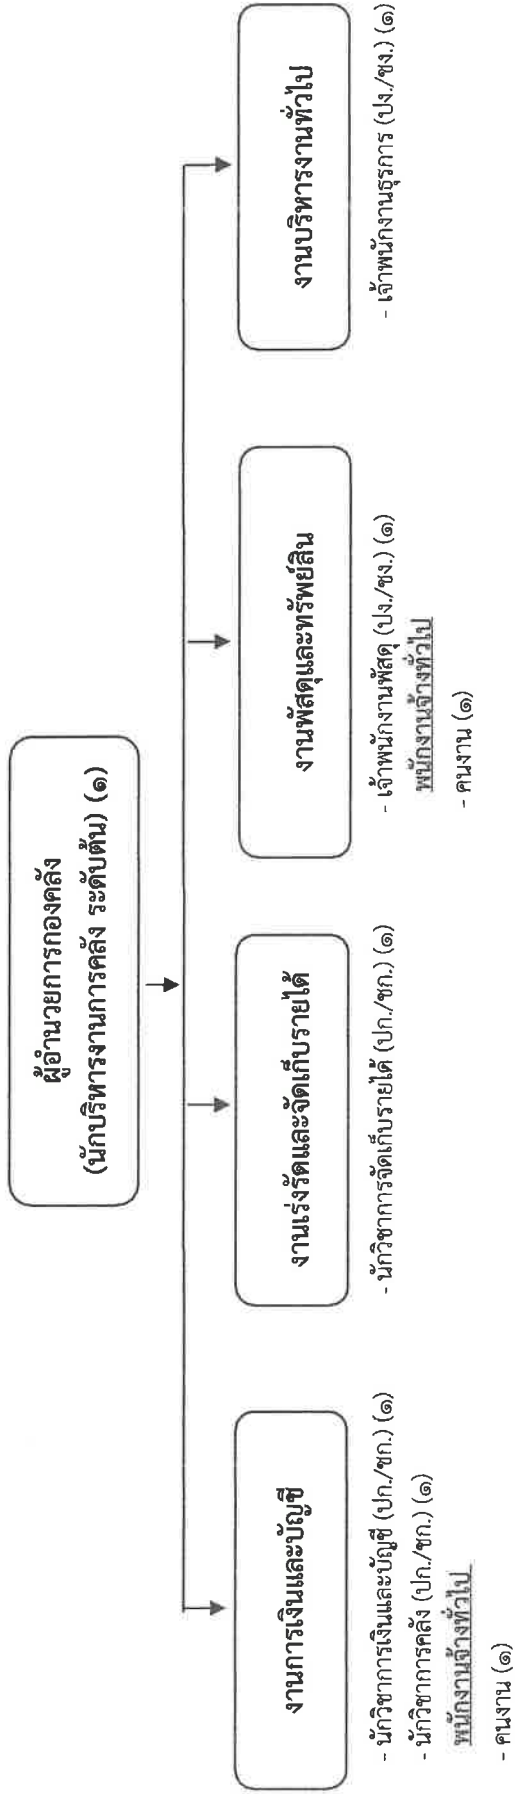 ผู้อำนวยการกองคลัง
(นักบริหารงานการคลัง ระดับต้น) (๑)
งานการเงินและบัญชี
- นักวิชาการเงินและบัญชี (ปก./ชก.) (๑)
- นักวิชาการคลัง (ปก./ชก.) (๑)
พนักงานจ้างทั่วไป
- คนงาน (๑)
งานเร่งรัดและจัดเก็บรายได้
- นักวิชาการจัดเก็บรายได้ (ปก./ชก.) (๑)
งานพัสดุและทรัพย์สิน
- เจ้าพนักงานพัสดุ (ปง./ชง.) (๑)
พนักงานจ้างทั่วไป
- คนงาน (๑)
งานบริหารงานทั่วไป
- เจ้าพนักงานธุรการ (ปง./ชง.) (๑)